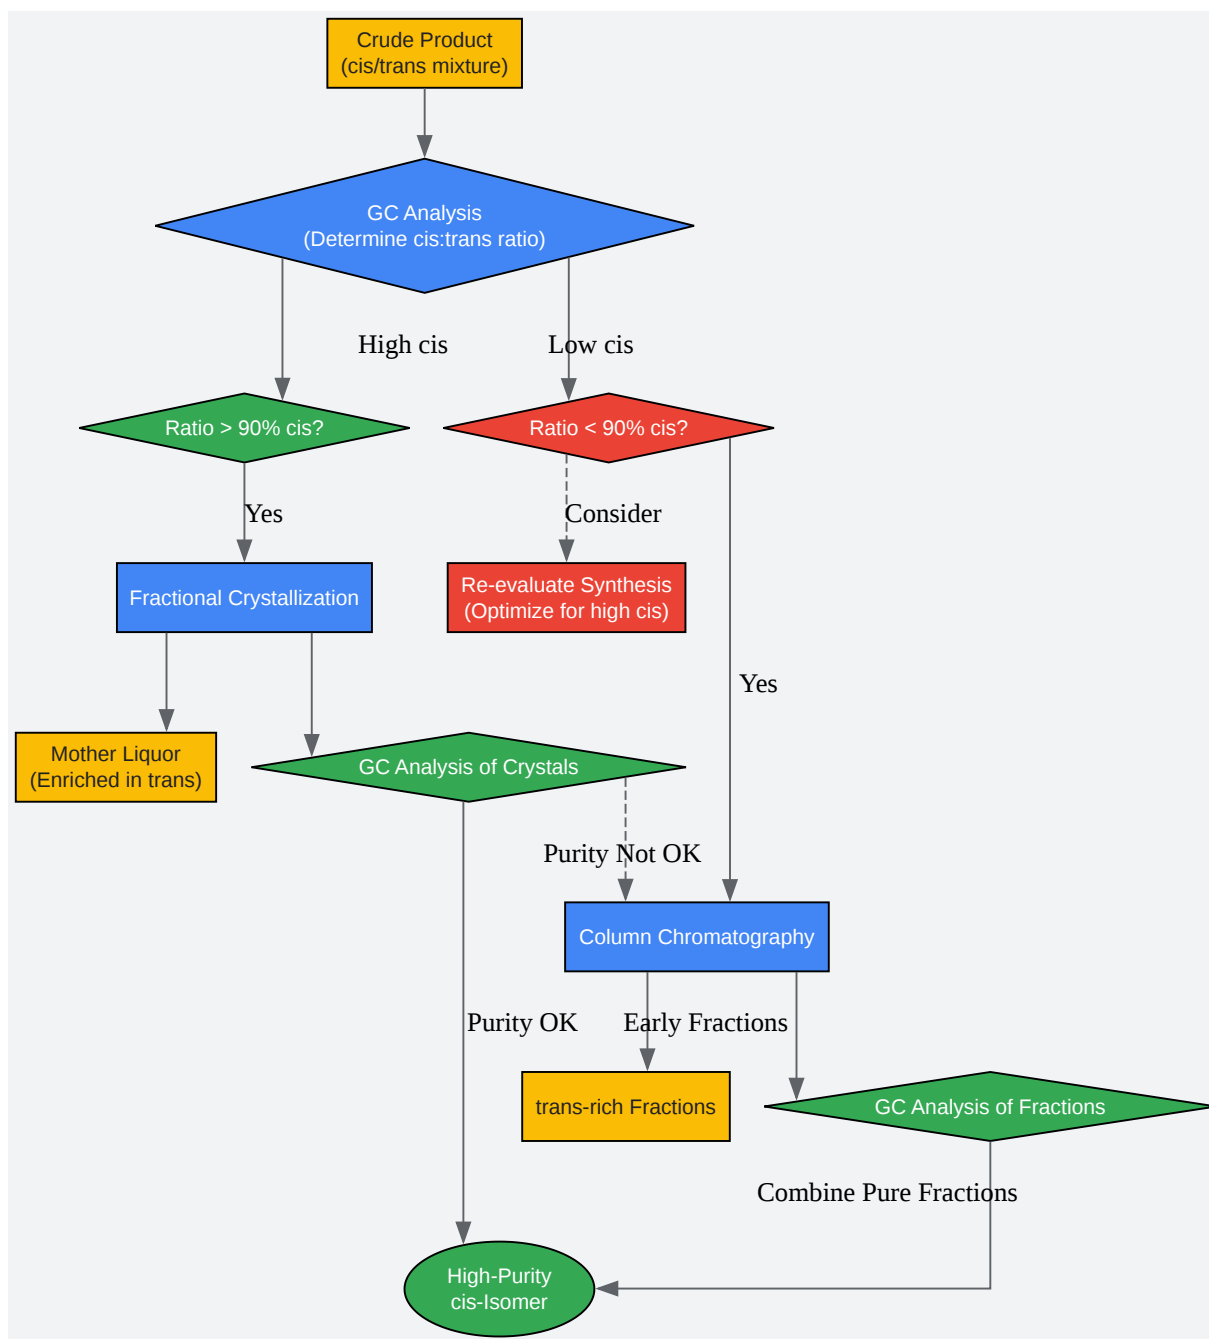 Crude Product
(cis/trans mixture)
GC Analysis
(Determine cis:trans ratio)
High cis
Low cis
Ratio > 90% cis?
Ratio < 90% cis?
Yes
Consider
Fractional Crystallization
Re-evaluate Synthesis
(Optimize for high cis)
Yes
Mother Liquor
(Enriched in trans)
GC Analysis of Crystals
Purity Not OK
Column Chromatography
Purity OK
Early Fractions
trans-rich Fractions
GC Analysis of Fractions
Combine Pure Fractions
High-Purity
cis-Isomer